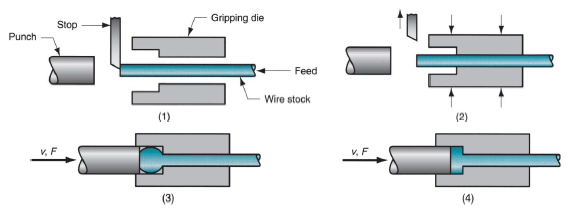 Stop
Gripping die
Punch
Feed
Wire stock
(1)
(2)
v, F
(3)
v, F
(4)